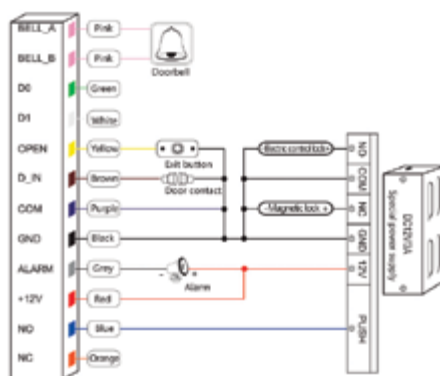 BELL_A Pink
BELL_B Pink
Doorbell
D0 Green
D1 White
OPEN Yellow
Exit button
D_IN Brown
Door contact
COM Purple
GND Black
ALARM Grey
Alarm
+12V Red
NO Blue
NC Orange
Electric control lock+
-Magnetic lock +
NO
COM
NC
GND
12V
PUSH
DC12V/3A
Special power supply